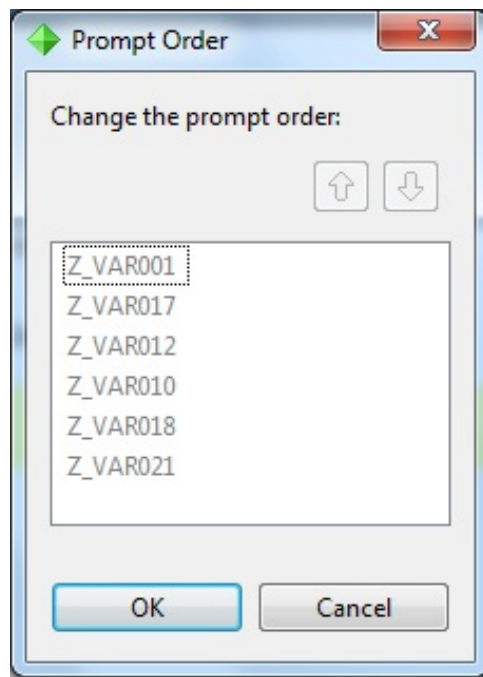 Prompt Order
Change the prompt order:
Z_VAR001
Z_VAR017
Z_VAR012
Z_VAR010
Z_VAR018
Z_VAR021
OK
Cancel